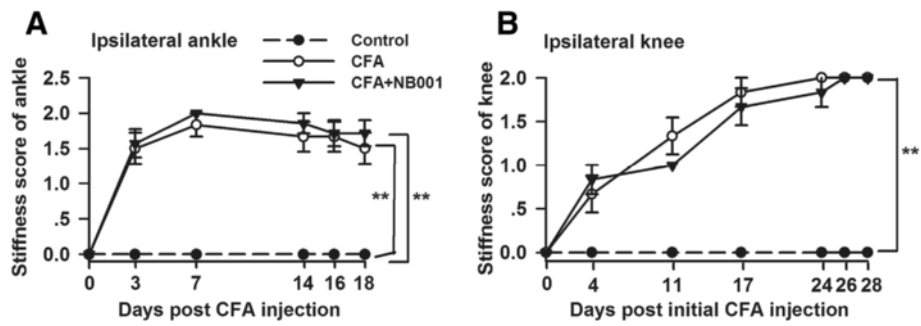 A
Ipsilateral ankle
Control
CFA
CFA+NB001
Stiffness score of ankle
2.5
2.0
1.5
1.0
.5
0.0
**
**
0 3 7 14 16 18
Days post CFA injection
B
Ipsilateral knee
Stiffness score of knee
2.0
1.5
1.0
.5
0.0
**
0 4 11 17 24 26 28
Days post initial CFA injection